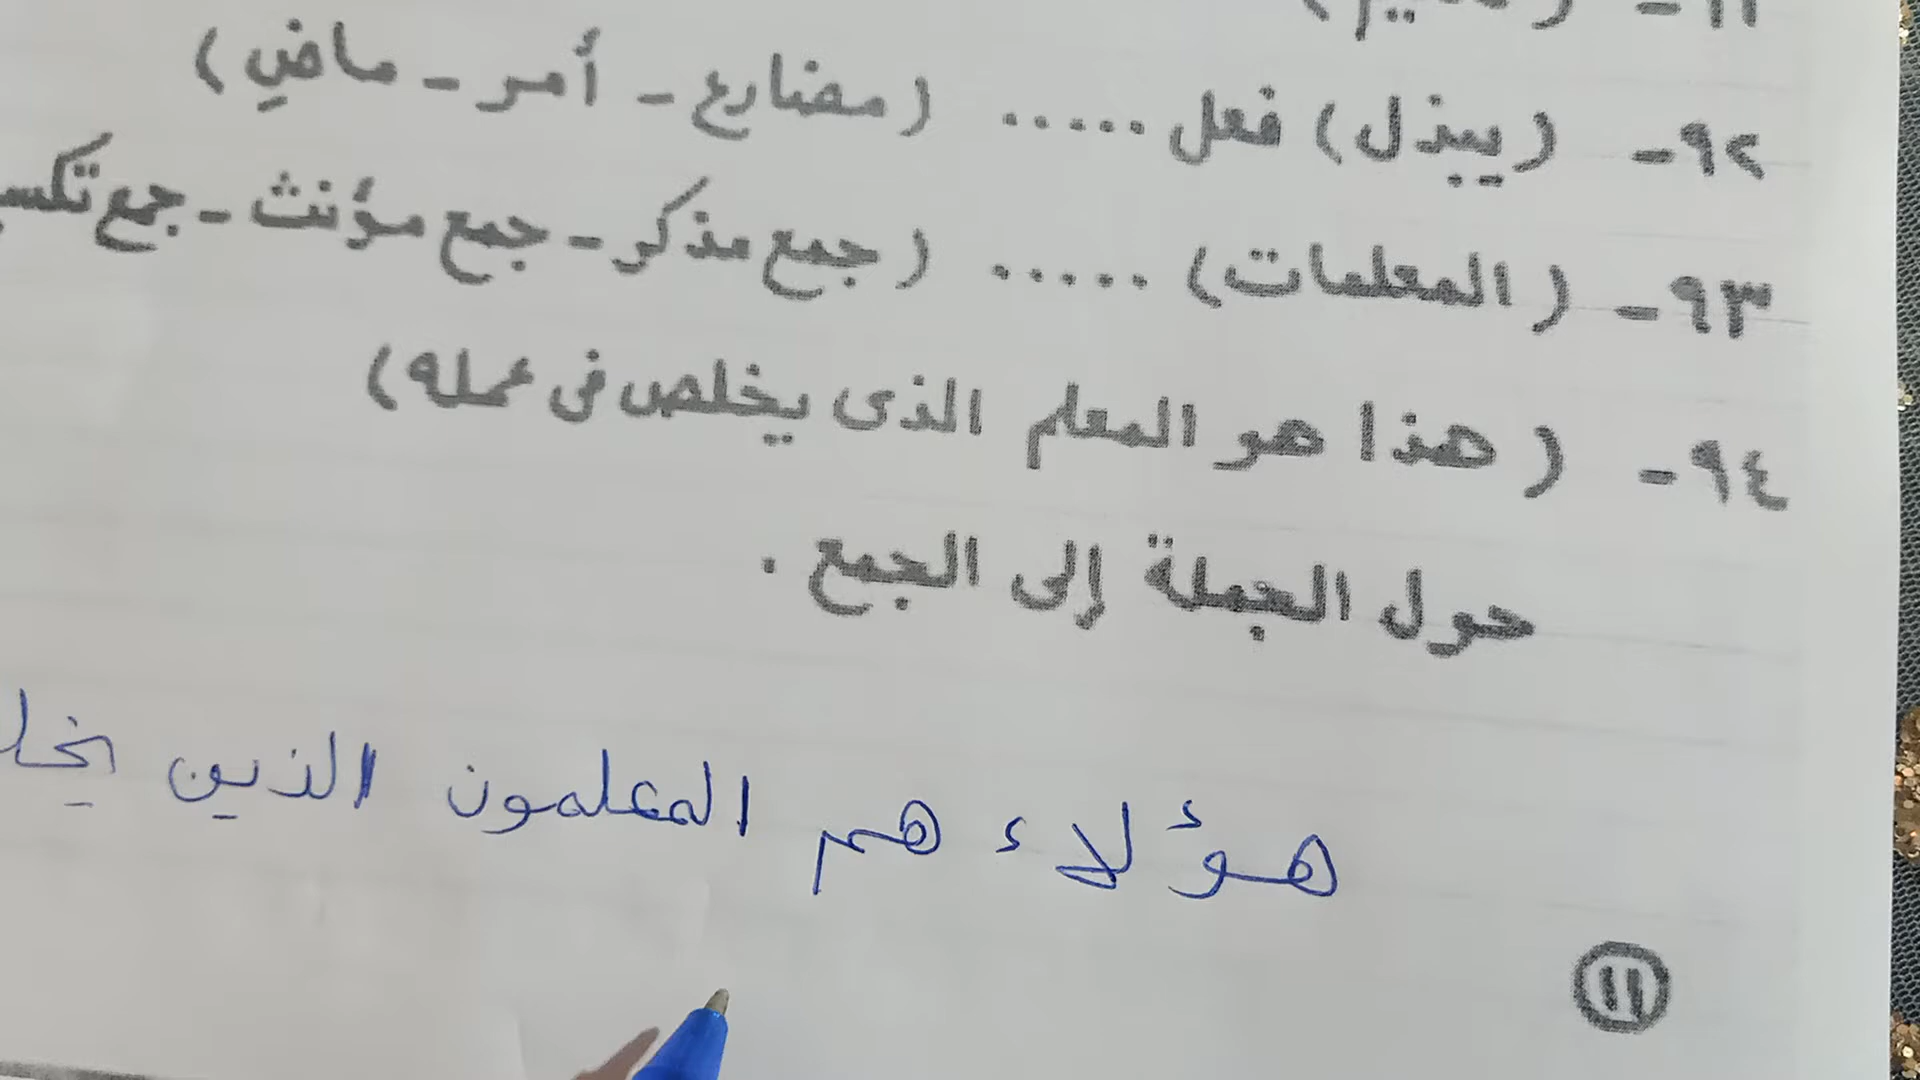 ٩٢- (يبذل) فعل ..... (مضارع - أمر - ماضٍ)
٩٣- (المعلمات) ..... (جمع مذكر - جمع مؤنث - جمع
٩٤- (هذا هو المعلم الذى يخلص فى عمله)
حول الجملة إلى الجمع .
هؤلاء هم المعلمون الذين
١١